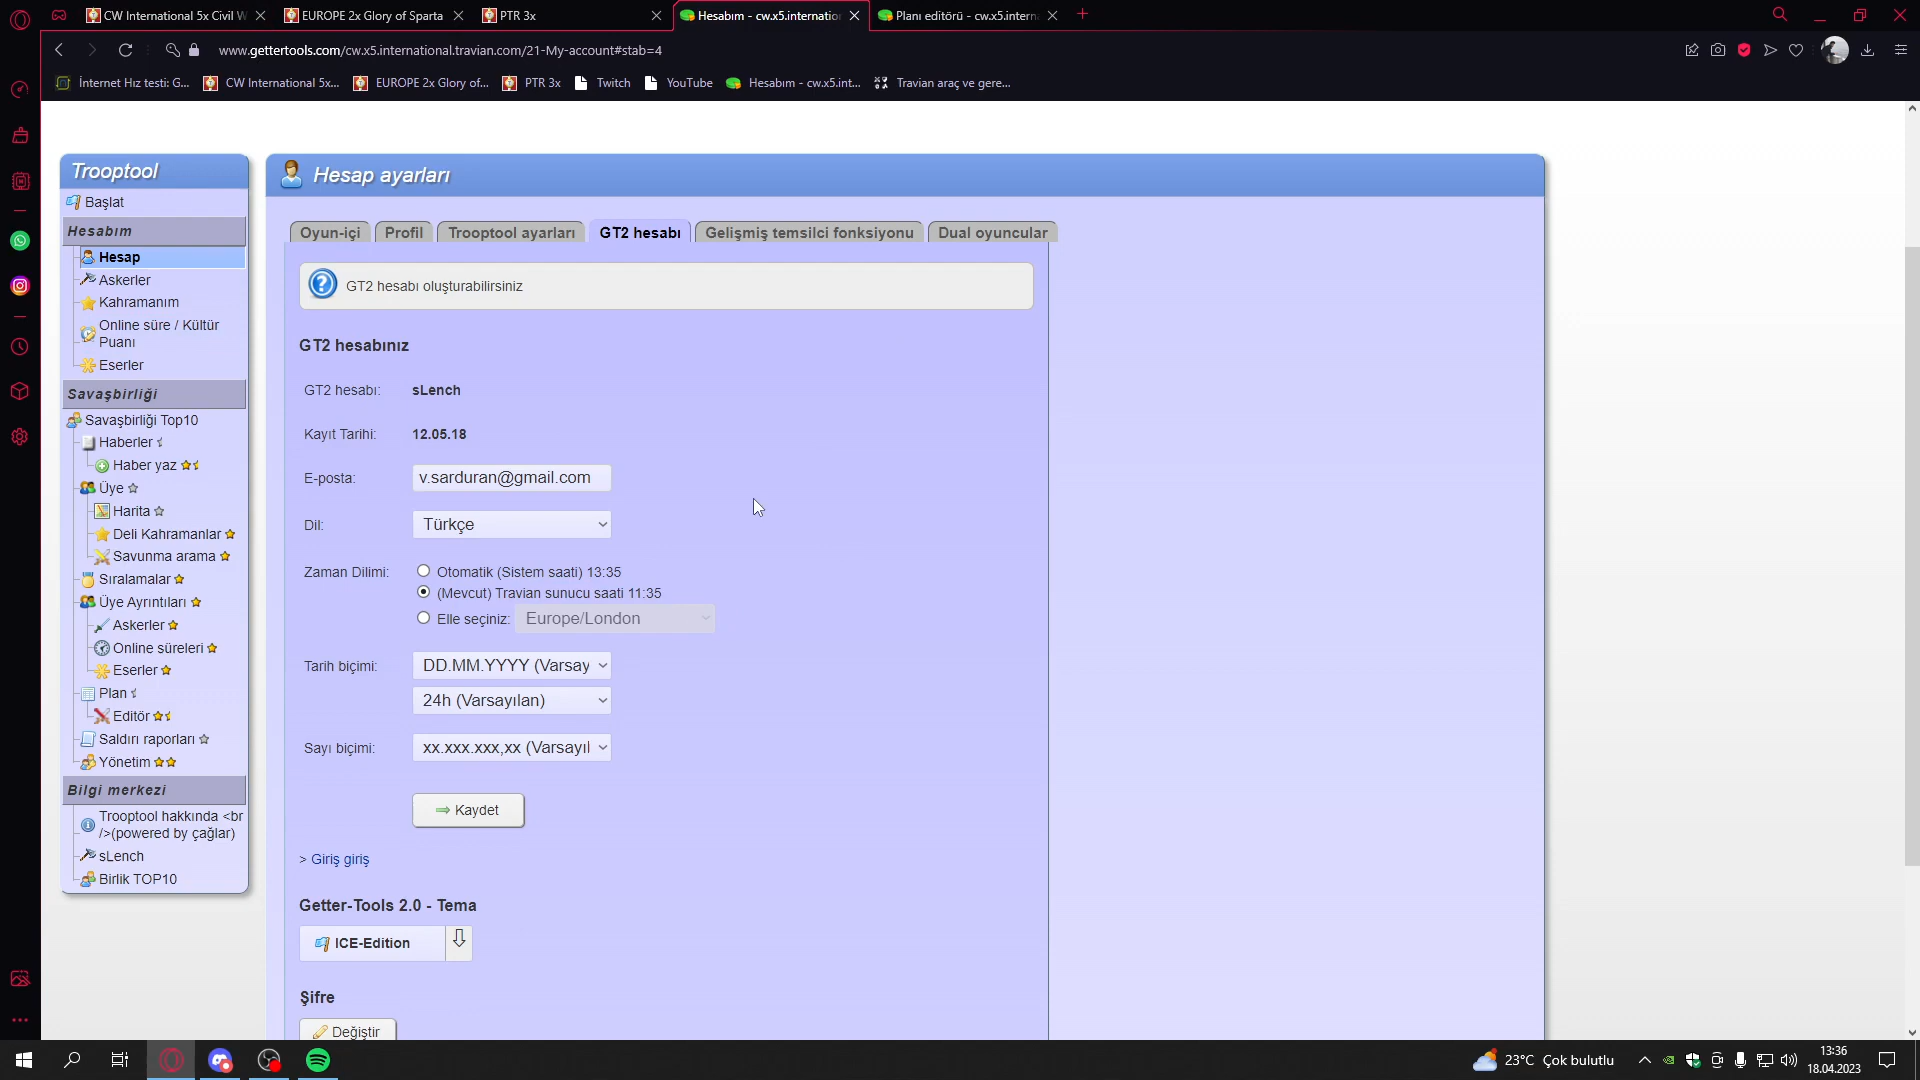 CW International 5x Civil W
EUROPE 2x Glory of Sparta
PTR 3x
Hesabım - cw.x5.internatio
Planı editörü - cw.x5.intern
www.gettertools.com/cw.x5.international.travian.com/21-My-account#stab=4
İnternet Hız testi: G...
CW International 5x...
EUROPE 2x Glory of...
PTR 3x
Twitch
YouTube
Hesabım - cw.x5.int...
Travian araç ve gere...
Trooptool
Başlat
Hesabım
Hesap
Askerler
Kahramanım
Online süre / Kültür
Puanı
Eserler
Savaşbirliği
Savaşbirliği Top10
Haberler
Haber yaz
Üye
Harita
Deli Kahramanlar
Savunma arama
Sıralamalar
Üye Ayrıntıları
Askerler
Online süreleri
Eserler
Plan
Editör
Saldırı raporları
Yönetim
Bilgi merkezi
Trooptool hakkında <br
/>(powered by çağlar)
sLench
Birlik TOP10
Hesap ayarları
Oyun-içi
Profil
Trooptool ayarları
GT2 hesabı
Gelişmiş temsilci fonksiyonu
Dual oyuncular
GT2 hesabı oluşturabilirsiniz
GT2 hesabınız
GT2 hesabı: sLench
Kayıt Tarihi: 12.05.18
E-posta: v.sarduran@gmail.com
Dil: Türkçe
Zaman Dilimi: Otomatik (Sistem saati) 13:35
(Mevcut) Travian sunucu saati 11:35
Elle seçiniz: Europe/London
Tarih biçimi: DD.MM.YYYY (Varsay
24h (Varsayılan)
Sayı biçimi: xx.xxx.xxx,xx (Varsayıl
Kaydet
> Giriş giriş
Getter-Tools 2.0 - Tema
ICE-Edition
Şifre
Değiştir
23°C Çok bulutlu
13:36
18.04.2023